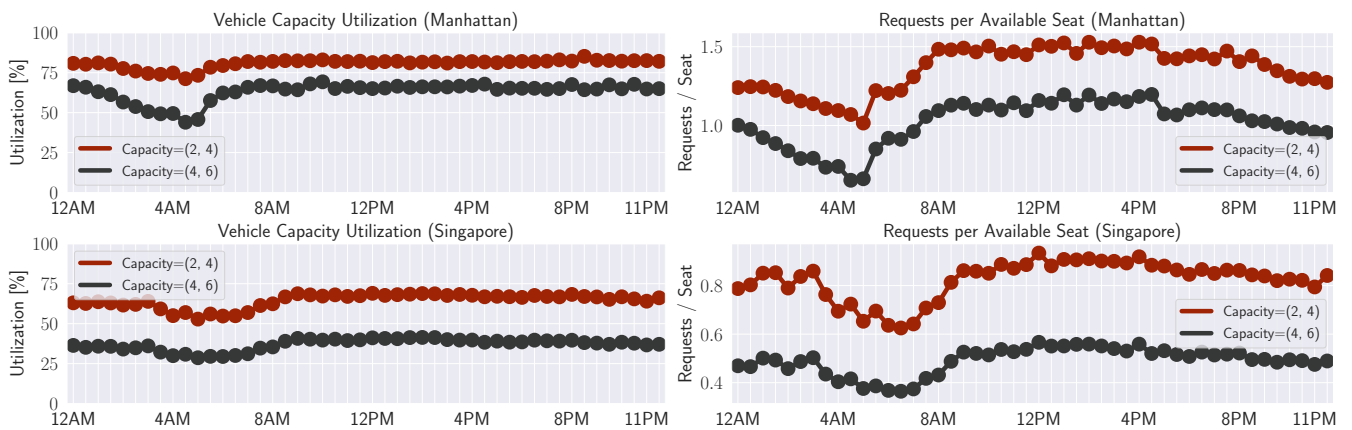 Vehicle Capacity Utilization (Manhattan)
Utilization [%]
100
75
50
25
0
Capacity=(2, 4)
Capacity=(4, 6)
12AM 4AM 8AM 12PM 4PM 8PM 11PM
Requests per Available Seat (Manhattan)
Requests / Seat
1.5
1.0
Capacity=(2, 4)
Capacity=(4, 6)
12AM 4AM 8AM 12PM 4PM 8PM 11PM
Vehicle Capacity Utilization (Singapore)
Utilization [%]
100
75
50
25
0
Capacity=(2, 4)
Capacity=(4, 6)
12AM 4AM 8AM 12PM 4PM 8PM 11PM
Requests per Available Seat (Singapore)
Requests / Seat
0.8
0.6
0.4
Capacity=(2, 4)
Capacity=(4, 6)
12AM 4AM 8AM 12PM 4PM 8PM 11PM